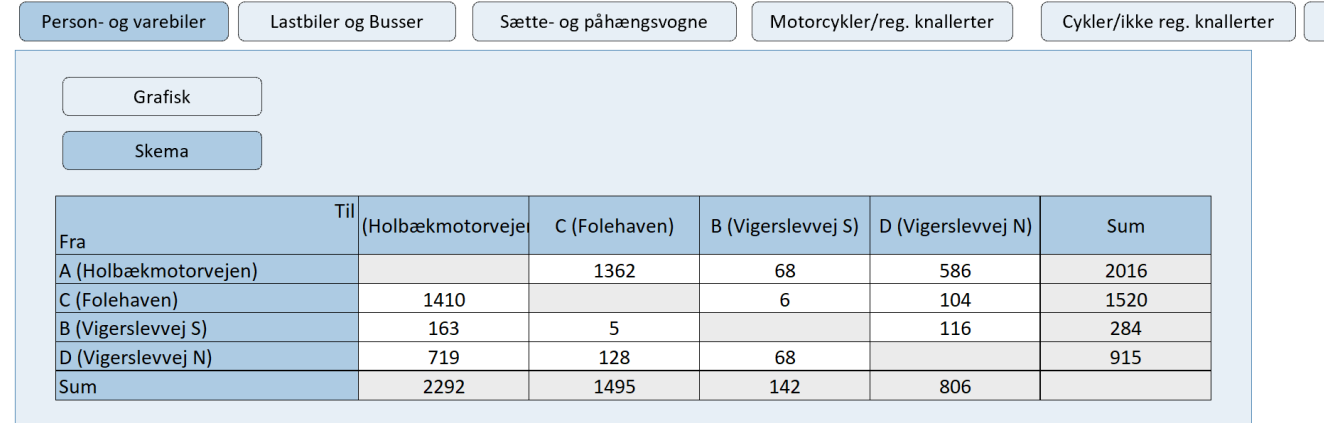 Person- og varebiler Lastbiler og Busser Sætte- og påhængsvogne Motorcykler/reg. knallerter Cykler/ikke reg. knallerter
Grafisk
Skema
Til
Fra (Holbækmotorvejen C (Folehaven) B (Vigerslevvej S) D (Vigerslevvej N) Sum
A (Holbækmotorvejen) 1362 68 586 2016
C (Folehaven) 1410 6 104 1520
B (Vigerslevvej S) 163 5 116 284
D (Vigerslevvej N) 719 128 68 915
Sum 2292 1495 142 806